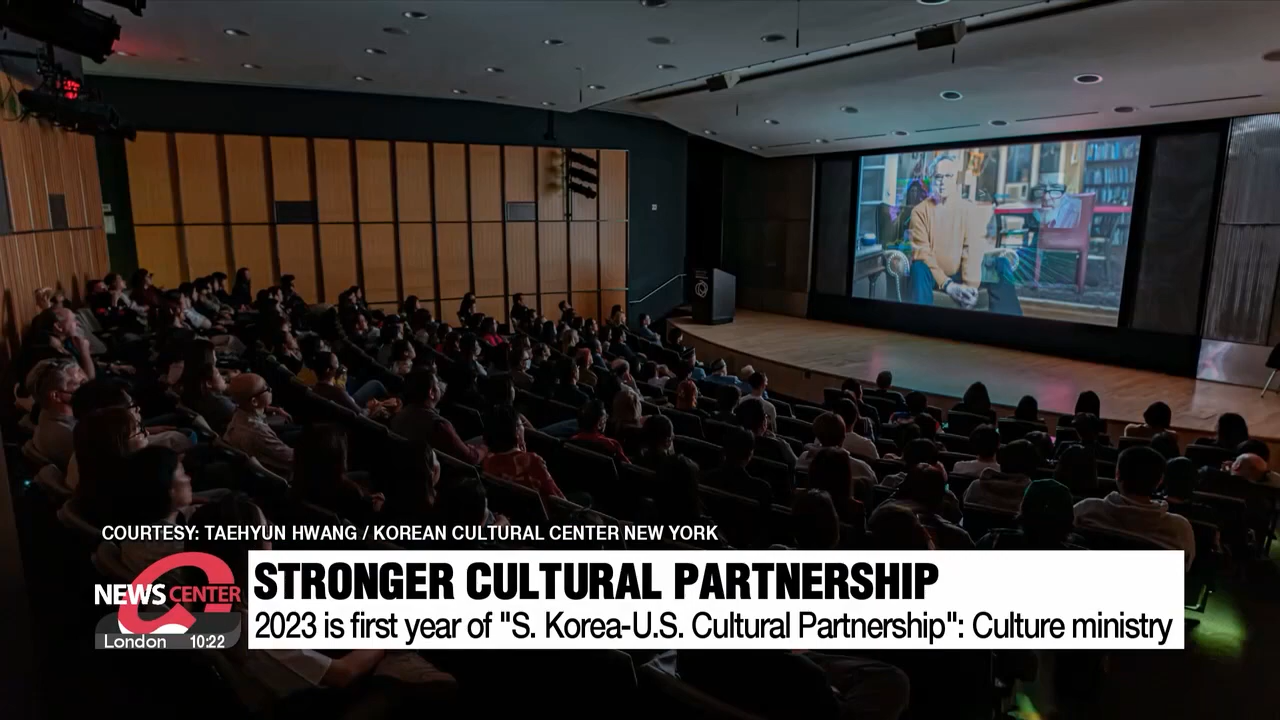 COURTESY: TAEHYUN HWANG / KOREAN CULTURAL CENTER NEW YORK
STRONGER CULTURAL PARTNERSHIP
NEWS CENTER
2023 is first year of "S. Korea-U.S. Cultural Partnership": Culture ministry
London 10:22